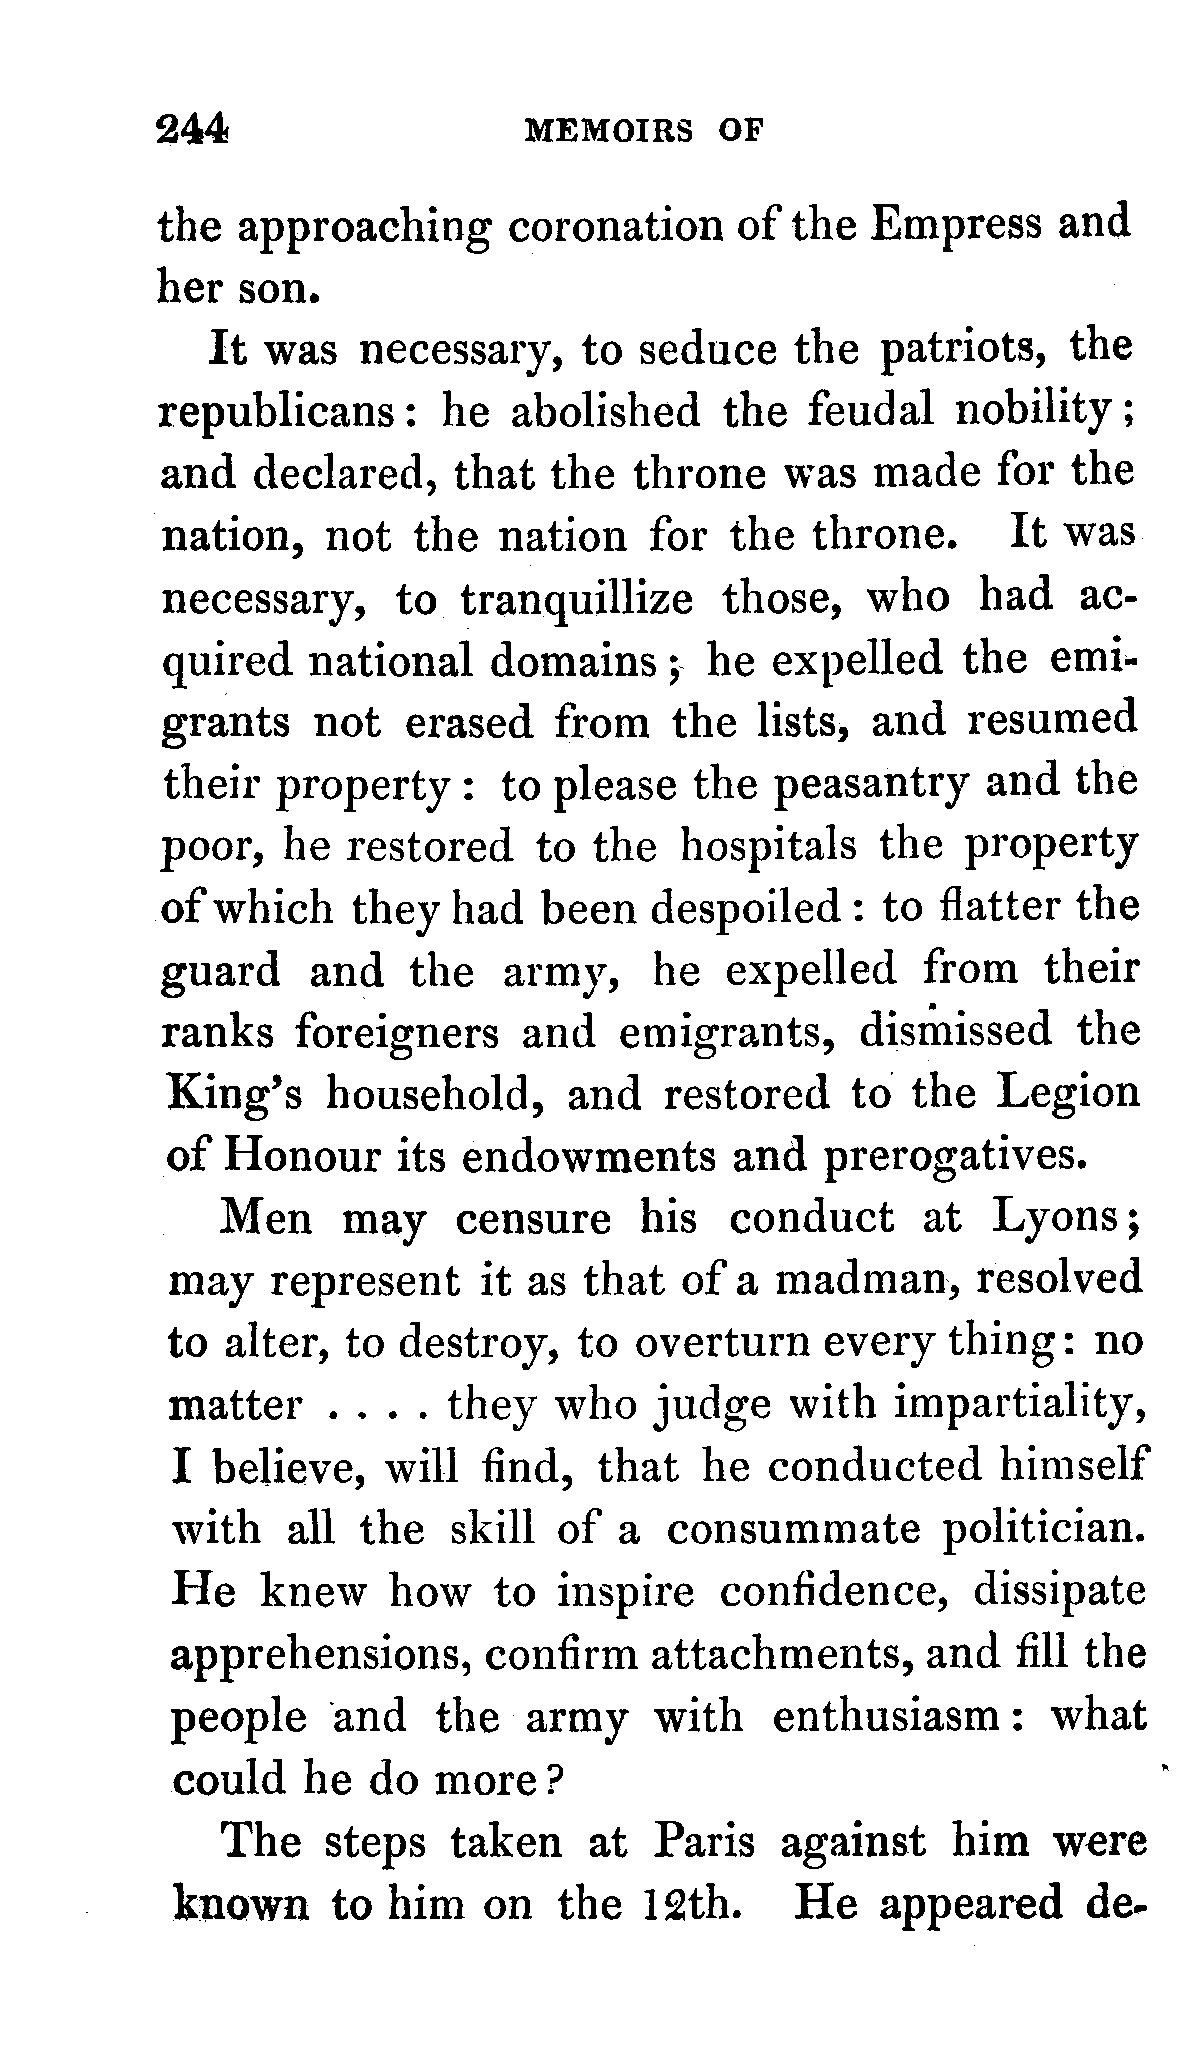 244 MEMOIRS OF
the approaching coronation of the Empress and
her son.
It was necessary, to seduce the patriots, the
republicans : he abolished the feudal nobility ;
and declared, that the throne was made for the
nation, not the nation for the throne. It was
necessary, to tranquillize those, who had ac-
quired national domains ; he expelled the emi-
grants not erased from the lists, and resumed
their property : to please the peasantry and the
poor, he restored to the hospitals the property
of which they had been despoiled : to flatter the
guard and the army, he expelled from their
ranks foreigners and emigrants, dismissed the
King's household, and restored to the Legion
of Honour its endowments and prerogatives.
Men may censure his conduct at Lyons ;
may represent it as that of a madman, resolved
to alter, to destroy, to overturn every thing : no
matter . . . . they who judge with impartiality,
I believe, will find, that he conducted himself
with all the skill of a consummate politician.
He knew how to inspire confidence, dissipate
apprehensions, confirm attachments, and fill the
people and the army with enthusiasm : what
could he do more ?
The steps taken at Paris against him were
known to him on the 12th. He appeared de-